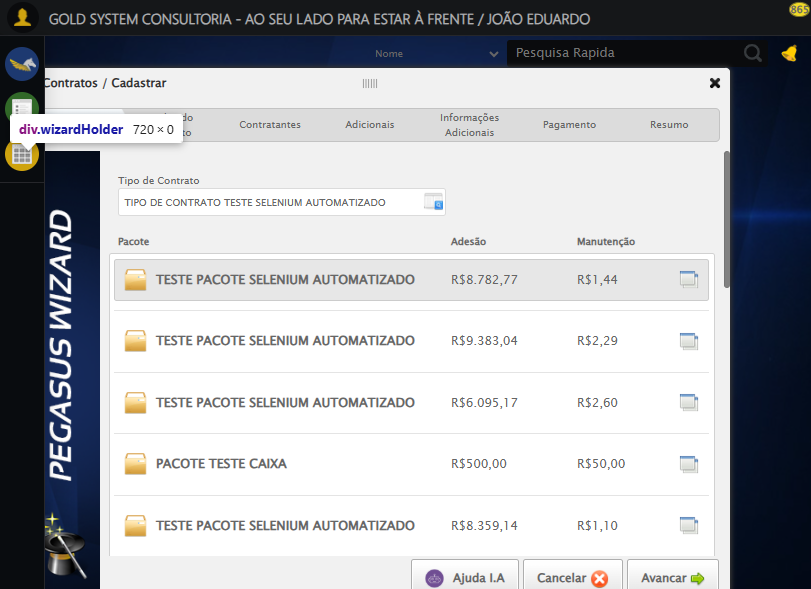 GOLD SYSTEM CONSULTORIA - AO SEU LADO PARA ESTAR À FRENTE / JOÃO EDUARDO
865
Nome
Pesquisa Rapida
Contratos / Cadastrar
Contratantes
Adicionais
Informações
Adicionais
Pagamento
Resumo
div.wizardHolder 720 × 0
PEGASUS WIZARD
Tipo de Contrato
TIPO DE CONTRATO TESTE SELENIUM AUTOMATIZADO
Pacote Adesão Manutenção
TESTE PACOTE SELENIUM AUTOMATIZADO R$8.782,77 R$1,44
TESTE PACOTE SELENIUM AUTOMATIZADO R$9.383,04 R$2,29
TESTE PACOTE SELENIUM AUTOMATIZADO R$6.095,17 R$2,60
PACOTE TESTE CAIXA R$500,00 R$50,00
TESTE PACOTE SELENIUM AUTOMATIZADO R$8.359,14 R$1,10
Ajuda I.A
Cancelar
Avancar